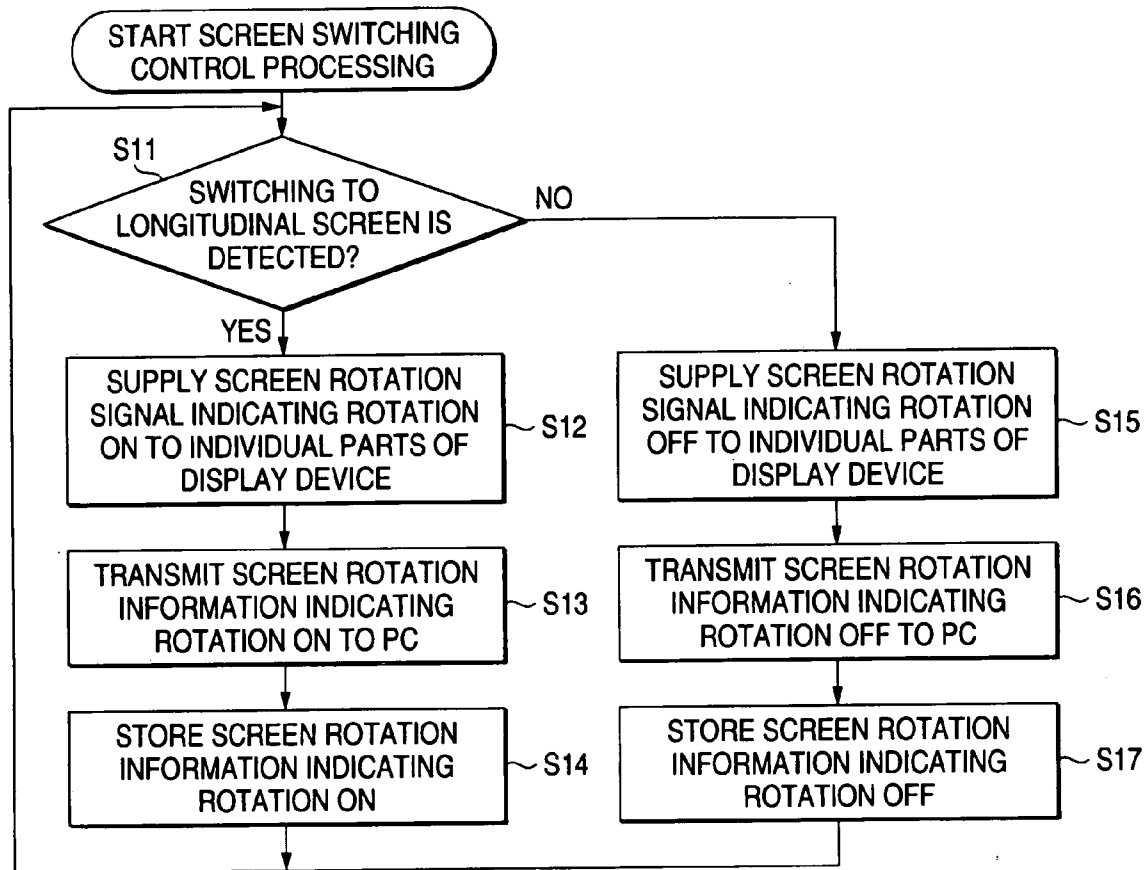 START SCREEN SWITCHING
CONTROL PROCESSING
S11
SWITCHING TO
LONGITUDINAL SCREEN IS
DETECTED?
NO
YES
SUPPLY SCREEN ROTATION
SIGNAL INDICATING ROTATION
ON TO INDIVIDUAL PARTS OF
DISPLAY DEVICE
S12
TRANSMIT SCREEN ROTATION
INFORMATION INDICATING
ROTATION ON TO PC
S13
STORE SCREEN ROTATION
INFORMATION INDICATING
ROTATION ON
S14
SUPPLY SCREEN ROTATION
SIGNAL INDICATING ROTATION
OFF TO INDIVIDUAL PARTS OF
DISPLAY DEVICE
S15
TRANSMIT SCREEN ROTATION
INFORMATION INDICATING
ROTATION OFF TO PC
S16
STORE SCREEN ROTATION
INFORMATION INDICATING
ROTATION OFF
S17